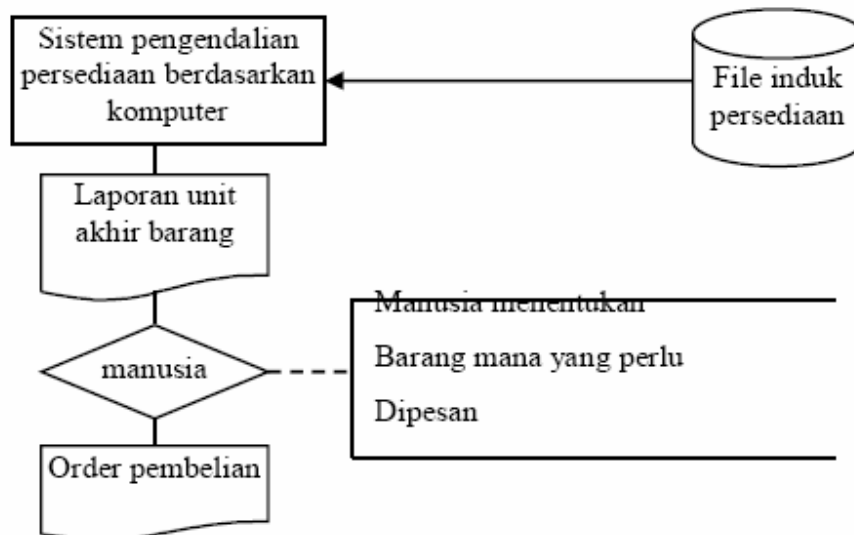 Sistem pengendalian
persediaan berdasarkan
komputer
File induk
persediaan
Laporan unit
akhir barang
manusia
Manusia menentukan
Barang mana yang perlu
Dipesan
Order pembelian